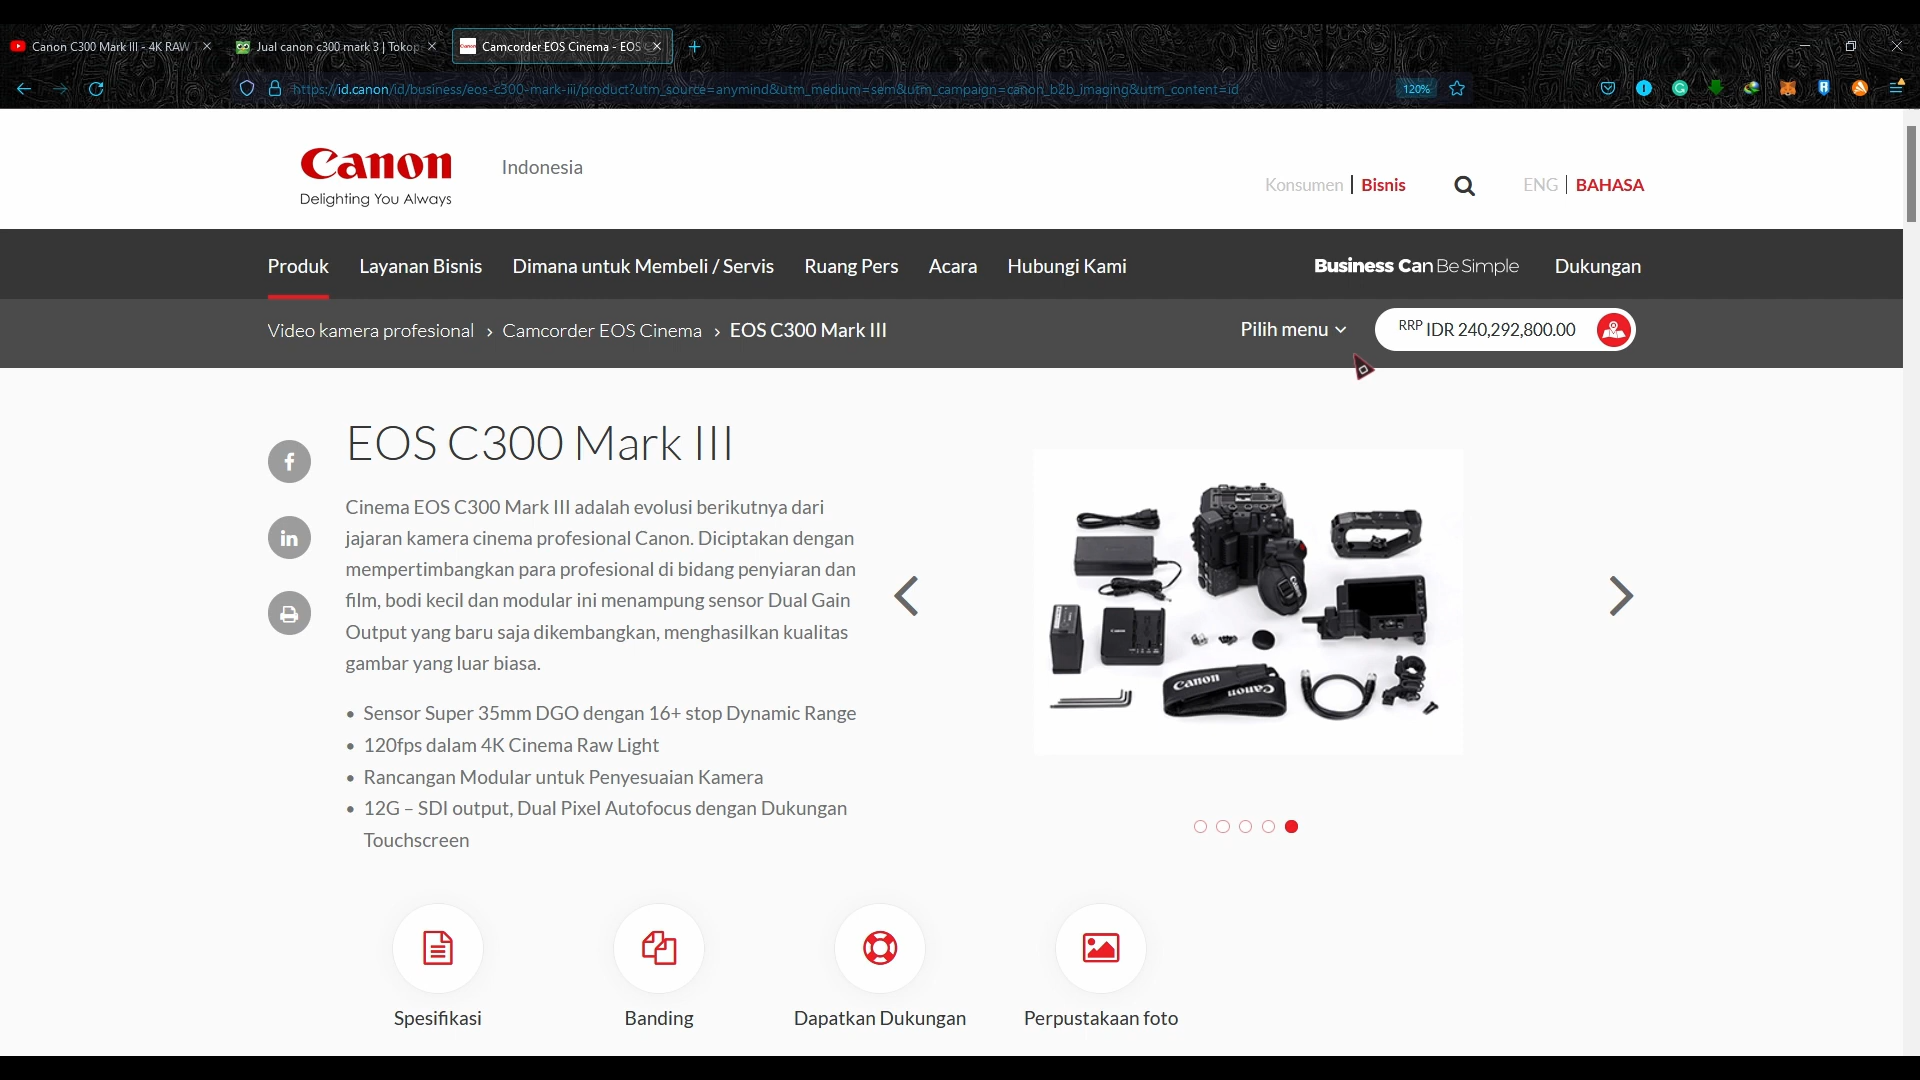 Canon C300 Mark III - 4K RAW
Jual canon c300 mark 3 | Tokop
Camcorder EOS Cinema - EOS
https://id.canon/id/business/eos-c300-mark-iii/product?utm_source=anymind&utm_medium=sem&utm_campaign=canon_b2b_imaging&utm_content=id
120%
Canon
Delighting You Always
Indonesia
Konsumen | Bisnis
ENG | BAHASA
Produk
Layanan Bisnis
Dimana untuk Membeli / Servis
Ruang Pers
Acara
Hubungi Kami
Business Can Be Simple
Dukungan
Video kamera profesional › Camcorder EOS Cinema › EOS C300 Mark III
Pilih menu
RRP IDR 240,292,800.00
EOS C300 Mark III
Cinema EOS C300 Mark III adalah evolusi berikutnya dari
jajaran kamera cinema profesional Canon. Diciptakan dengan
mempertimbangkan para profesional di bidang penyiaran dan
film, bodi kecil dan modular ini menampung sensor Dual Gain
Output yang baru saja dikembangkan, menghasilkan kualitas
gambar yang luar biasa.
• Sensor Super 35mm DGO dengan 16+ stop Dynamic Range
• 120fps dalam 4K Cinema Raw Light
• Rancangan Modular untuk Penyesuaian Kamera
• 12G – SDI output, Dual Pixel Autofocus dengan Dukungan
Touchscreen
Canon
Canon
Canon
Canon
Spesifikasi
Banding
Dapatkan Dukungan
Perpustakaan foto